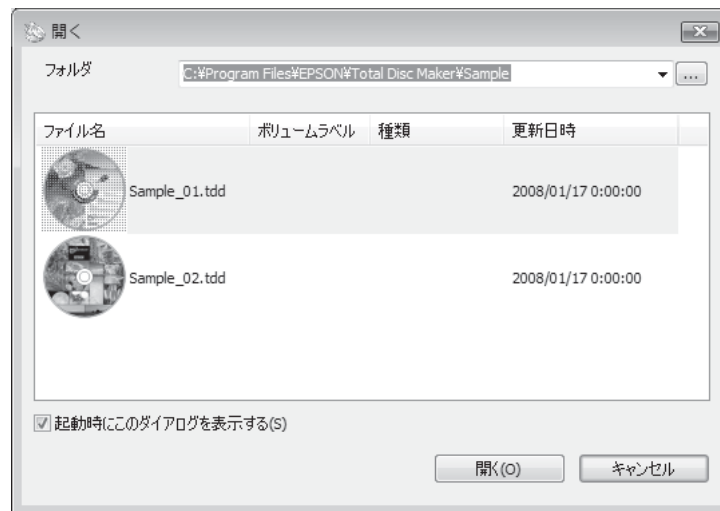 開く
フォルダ C:¥Program Files¥EPSON¥Total Disc Maker¥Sample ...
ファイル名 ボリュームラベル 種類 更新日時
Sample_01.tdd 2008/01/17 0:00:00
Sample_02.tdd 2008/01/17 0:00:00
起動時にこのダイアログを表示する(S)
開く(O) キャンセル